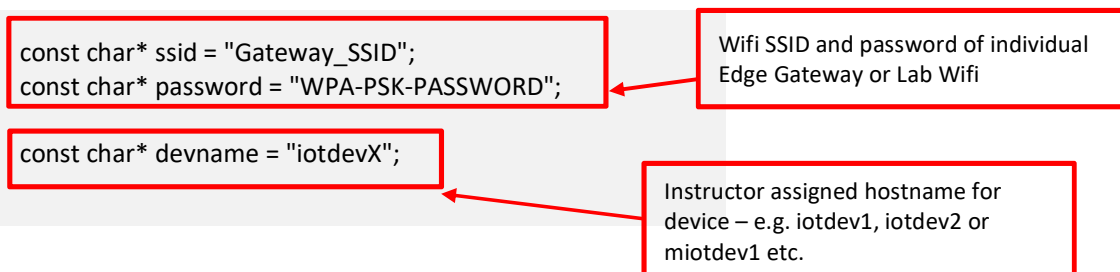 const char* ssid = "Gateway_SSID";
const char* password = "WPA-PSK-PASSWORD";
Wifi SSID and password of individual
Edge Gateway or Lab Wifi
const char* devname = "iotdevX";
Instructor assigned hostname for
device – e.g. iotdev1, iotdev2 or
miotdev1 etc.